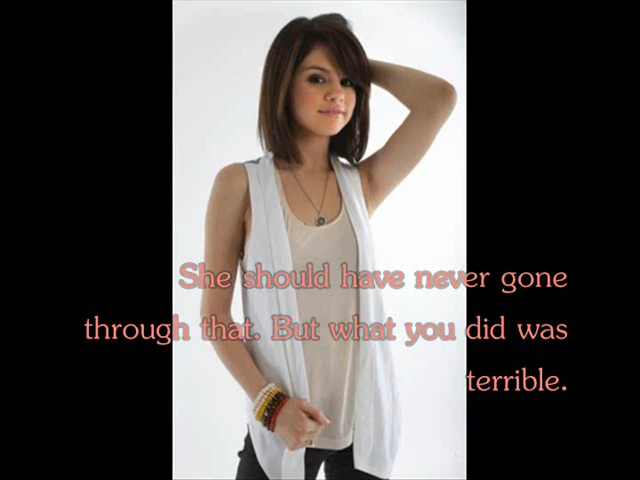 She should have never gone
through that. But what you did was
terrible.